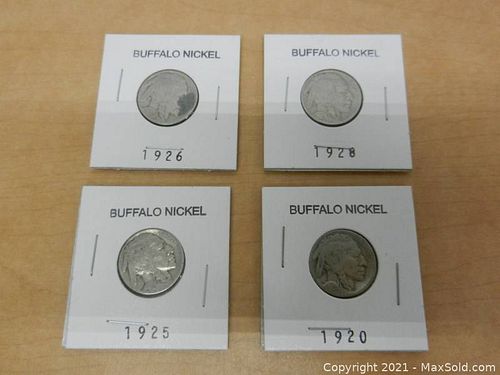 BUFFALO NICKEL
1926
BUFFALO NICKEL
1928
BUFFALO NICKEL
1925
BUFFALO NICKEL
1920
Copyright 2021 - MaxSold.com